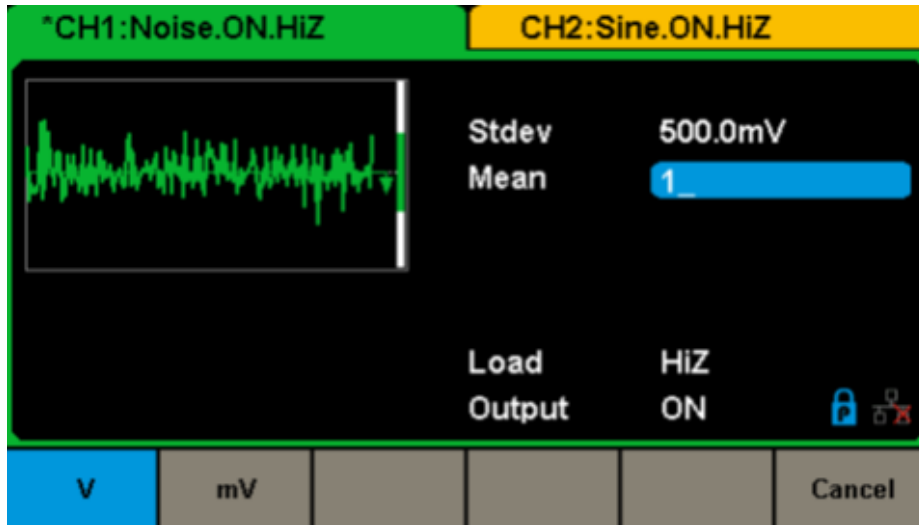 *CH1:Noise.ON.HiZ
CH2:Sine.ON.HiZ
Stdev 500.0mV
Mean 1_
Load HiZ
Output ON
P
V mV Cancel